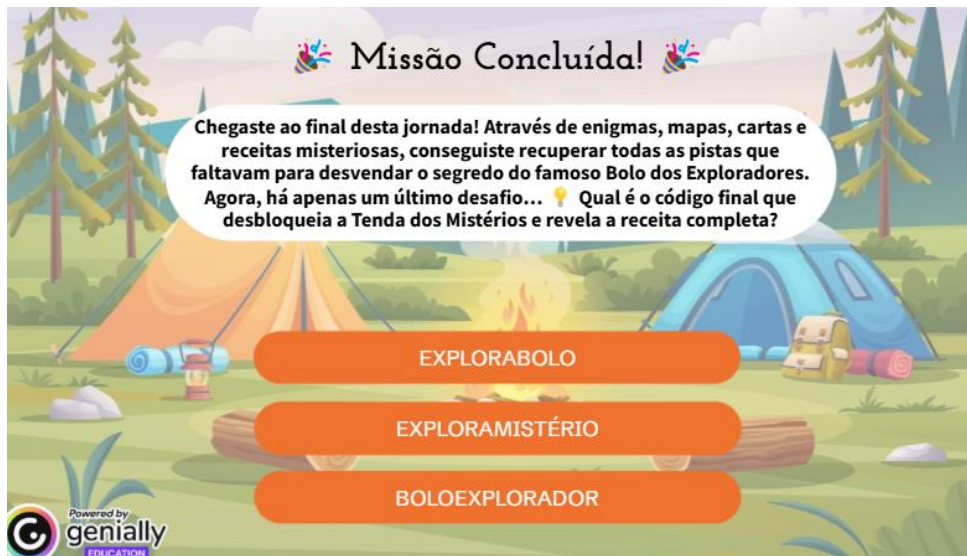 🎉 Missão Concluída! 🎉
Chegaste ao final desta jornada! Através de enigmas, mapas, cartas e
receitas misteriosas, conseguiste recuperar todas as pistas que
faltavam para desvendar o segredo do famoso Bolo dos Exploradores.
Agora, há apenas um último desafio... 💡 Qual é o código final que
desbloqueia a Tenda dos Mistérios e revela a receita completa?
EXPLORABOLO
EXPLORAMISTÉRIO
BOLOEXPLORADOR
Powered by
genially
EDUCATION